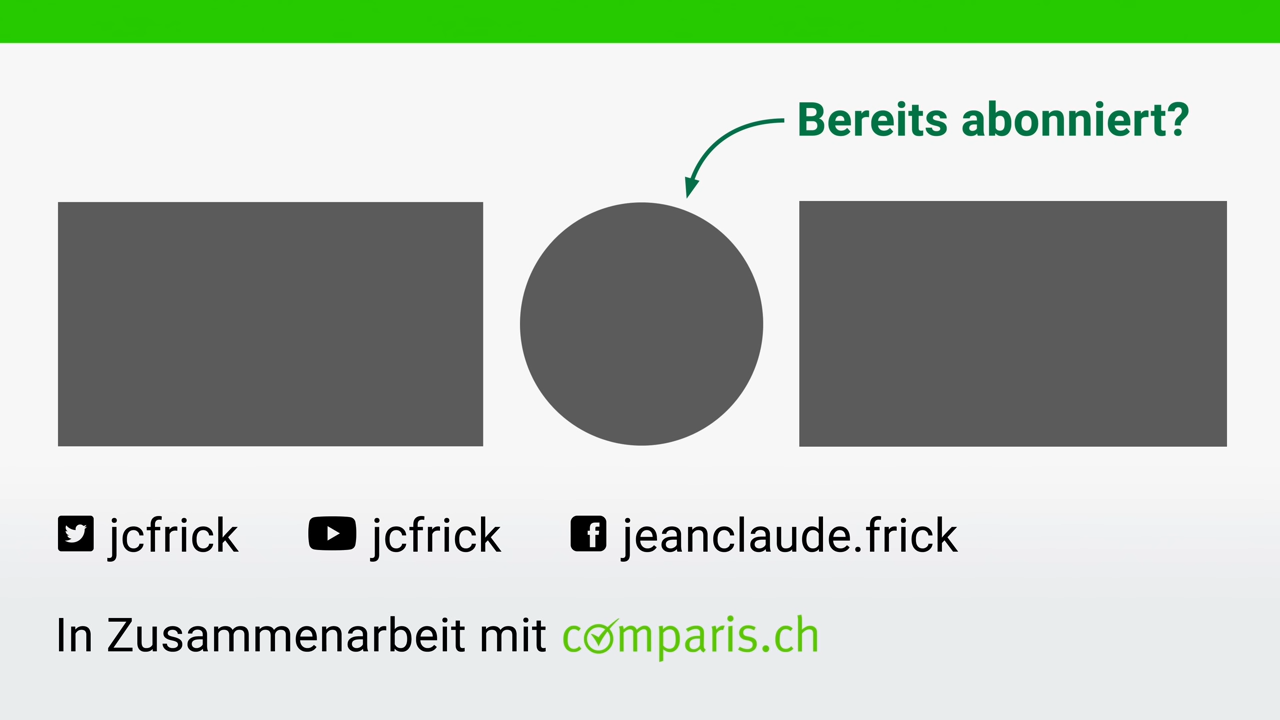 Bereits abonniert?
jcfrick jcfrick jeanclaude.frick
In Zusammenarbeit mit comparis.ch